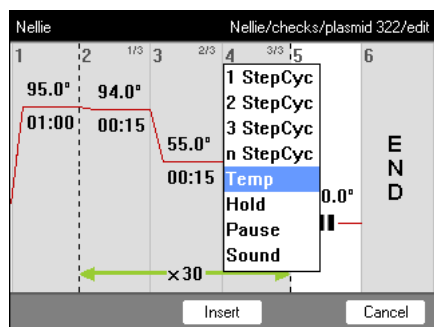 Nellie Nellie/checks/plasmid 322/edit
1 2 1/3 3 2/3 4 3/3 5 6
95.0° 94.0°
01:00 00:15
55.0°
00:15
1 StepCyc
2 StepCyc
3 StepCyc
n StepCyc
Temp
Hold
Pause
Sound
0.0°
E
N
D
×30
Insert Cancel